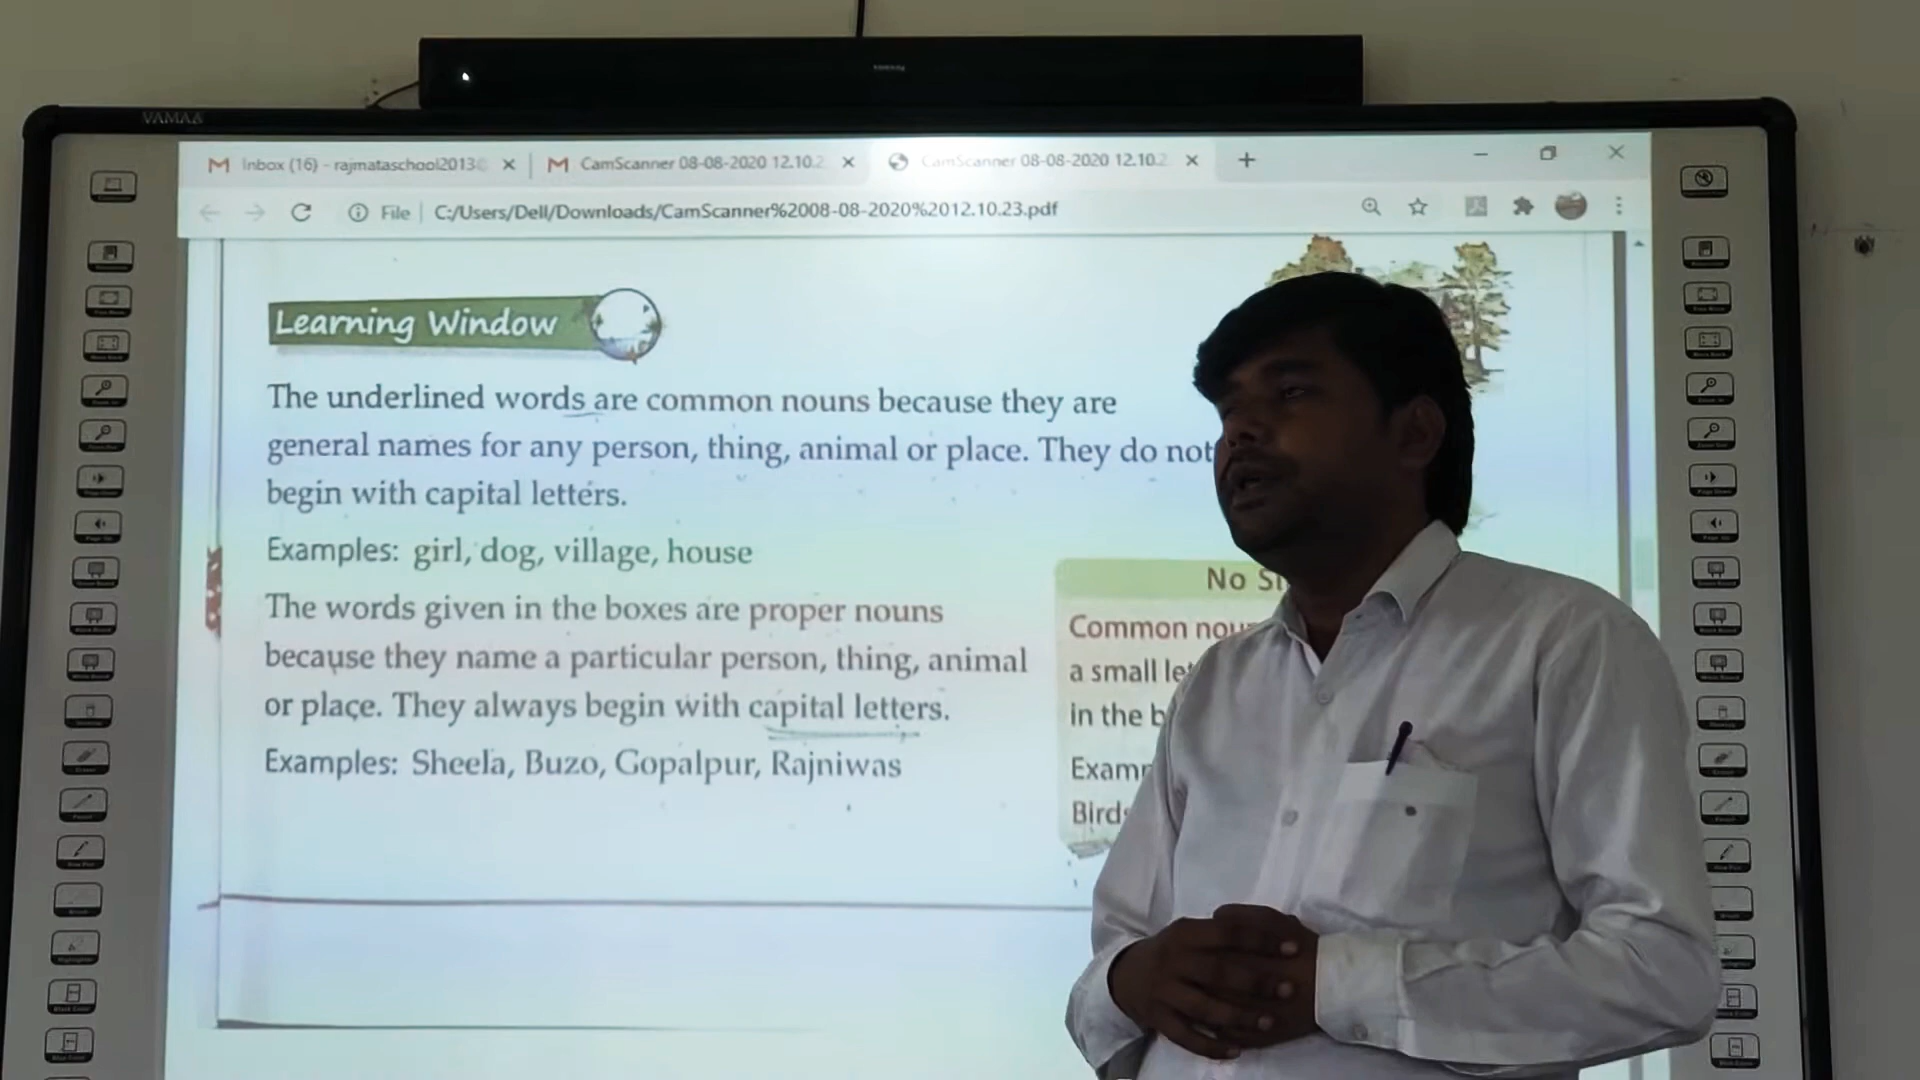 VAMAA
Inbox (16) - rajmataschool2013
CamScanner 08-08-2020 12.10.2
CamScanner 08-08-2020 12.10.2
File
C:/Users/Dell/Downloads/CamScanner%2008-08-2020%2012.10.23.pdf
Learning Window
The underlined words are common nouns because they are
general names for any person, thing, animal or place. They do not
begin with capital letters.
Examples: girl, dog, village, house
The words given in the boxes are proper nouns
because they name a particular person, thing, animal
or place. They always begin with capital letters.
Examples: Sheela, Buzo, Gopalpur, Rajniwas
No
Common
a small
in the